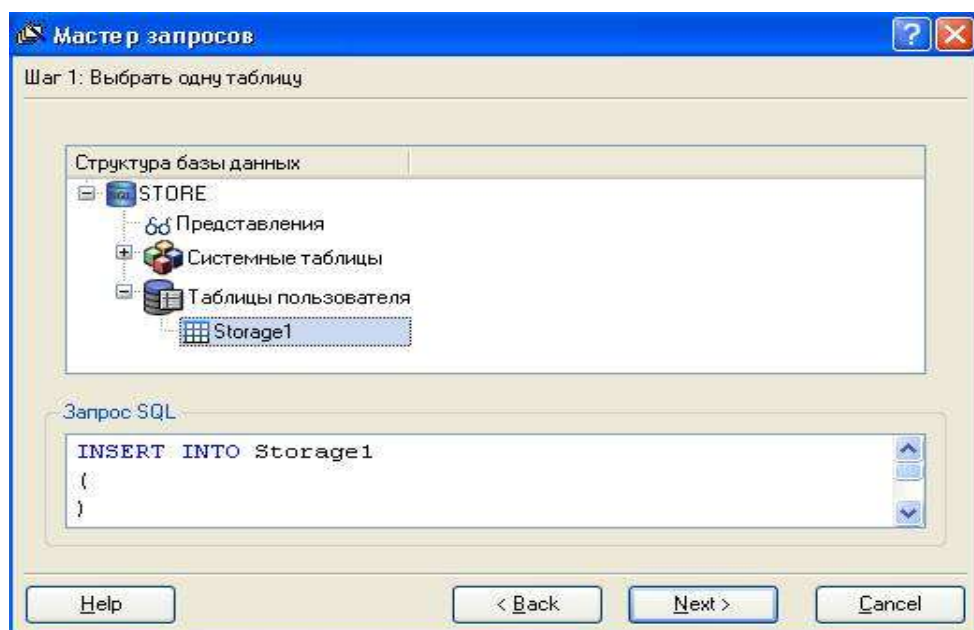 Мастер запросов
Шаг 1: Выбрать одну таблицу
Структура базы данных
STORE
Представления
Системные таблицы
Таблицы пользователя
Storage1
Запрос SQL
INSERT INTO Storage1
(
)
Help
< Back
Next >
Cancel